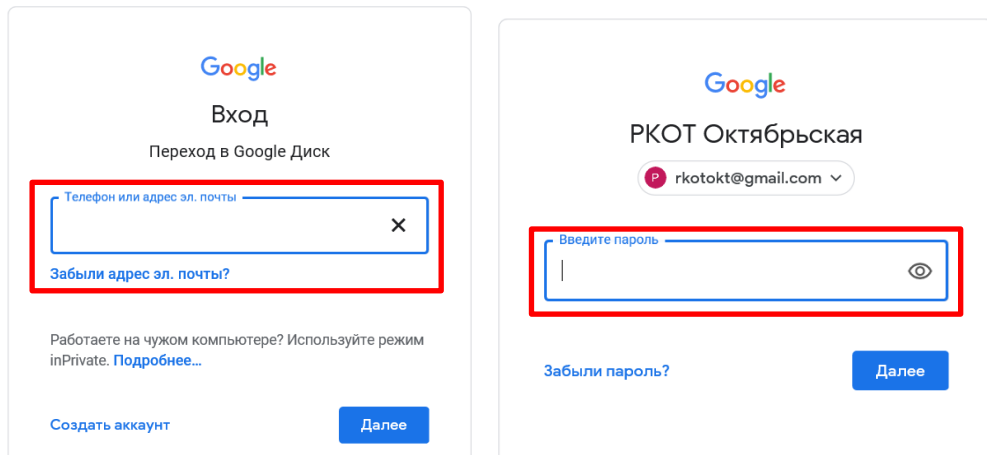 Google
Вход
Переход в Google Диск
Телефон или адрес эл. почты
Забыли адрес эл. почты?
Работаете на чужом компьютере? Используйте режим
inPrivate. Подробнее...
Создать аккаунт
Далее
Google
РКОТ Октябрьская
P rkotokt@gmail.com
Введите пароль
Забыли пароль?
Далее